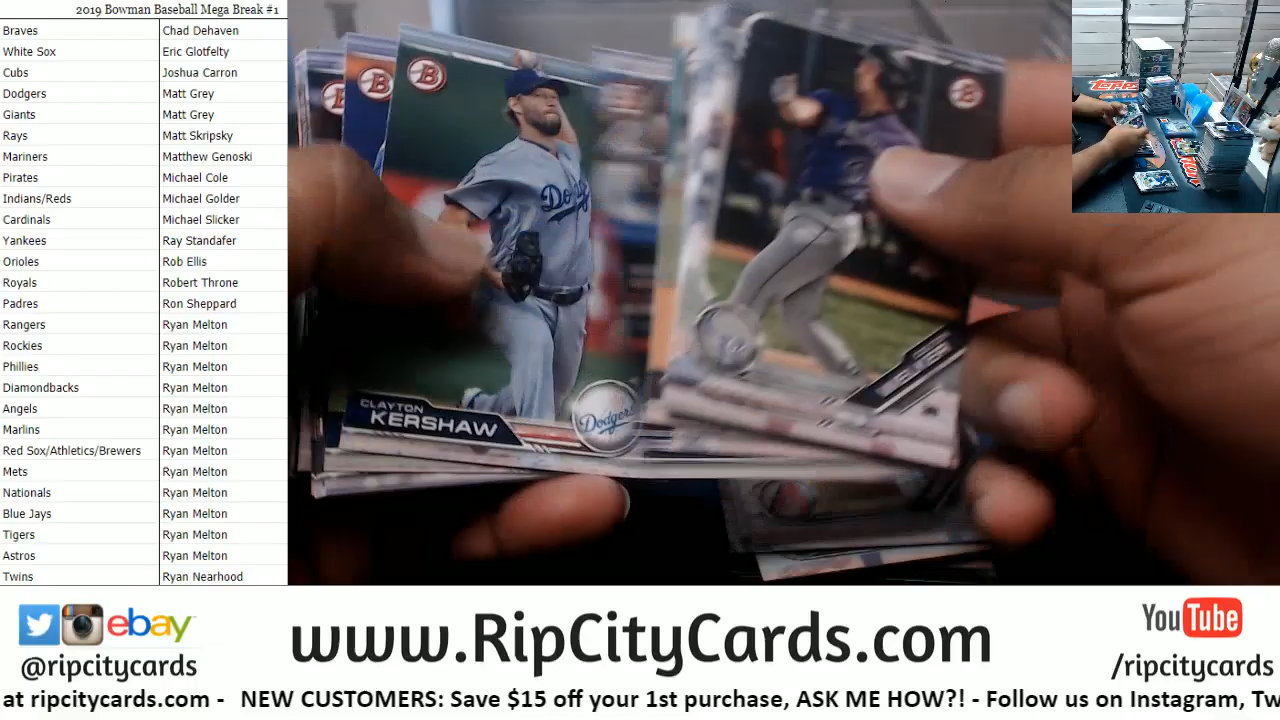 2019 Bowman Baseball Mega Break #1
Braves Chad Dehaven
White Sox Eric Glotfelty
Cubs Joshua Carron
Dodgers Matt Grey
Giants Matt Grey
Rays Matt Skripsky
Mariners Matthew Genoski
Pirates Michael Cole
Indians/Reds Michael Golder
Cardinals Michael Slicker
Yankees Ray Standafer
Orioles Rob Ellis
Royals Robert Throne
Padres Ron Sheppard
Rangers Ryan Melton
Rockies Ryan Melton
Phillies Ryan Melton
Diamondbacks Ryan Melton
Angels Ryan Melton
Marlins Ryan Melton
Red Sox/Athletics/Brewers Ryan Melton
Mets Ryan Melton
Nationals Ryan Melton
Blue Jays Ryan Melton
Tigers Ryan Melton
Astros Ryan Melton
Twins Ryan Nearhood
B
B
B
B
Dodgers
CLAYTON
KERSHAW
Dodgers
TOPPS
ebay
@ripcitycards
www.RipCityCards.com
YouTube
/ripcitycards
at ripcitycards.com - NEW CUSTOMERS: Save $15 off your 1st purchase, ASK ME HOW?! - Follow us on Instagram, Tw